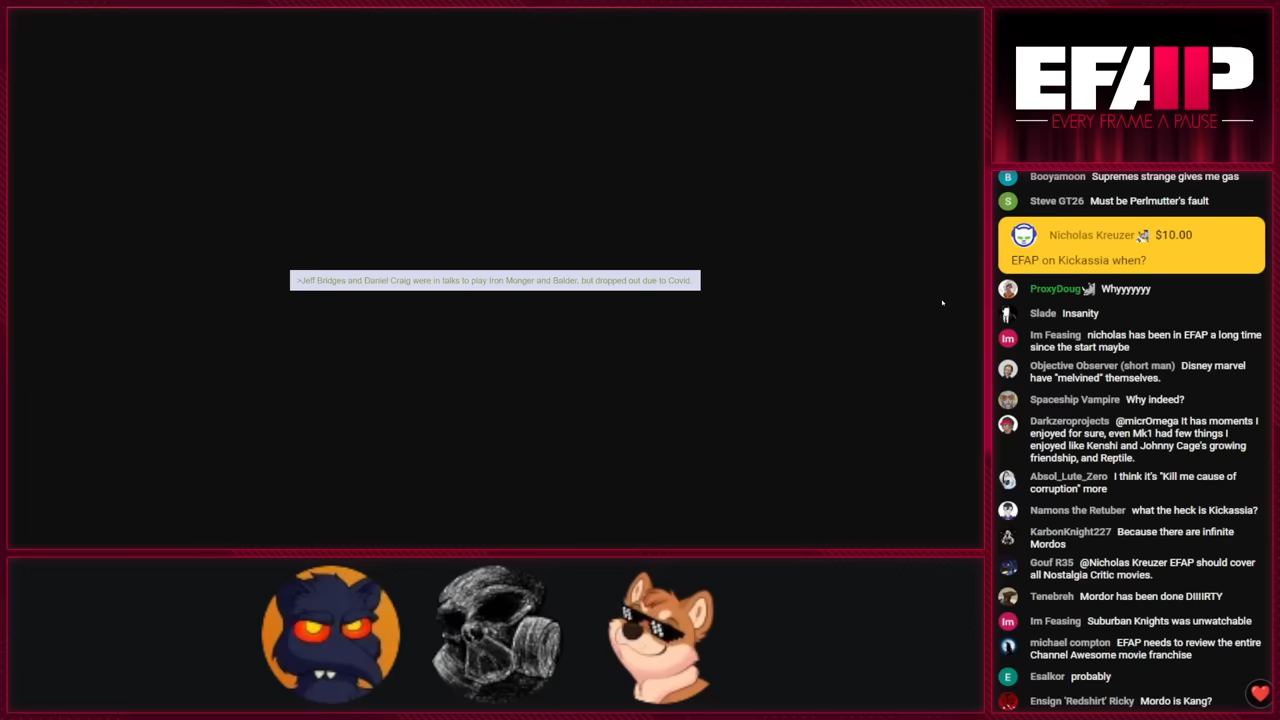 >Jeff Bridges and Daniel Craig were in talks to play Iron Monger and Balder, but dropped out due to Covid.
EFAP
EVERY FRAME A PAUSE
B Booyamoon Supremes strange gives me gas
S Steve GT26 Must be Perlmutter's fault
Nicholas Kreuzer $10.00
EFAP on Kickassia when?
ProxyDoug Whyyyyyy
Slade Insanity
Im Im Feasing nicholas has been in EFAP a long time
since the start maybe
Objective Observer (short man) Disney marvel
have "melvined" themselves.
Spaceship Vampire Why indeed?
Darkzeroprojects @micrOmega It has moments I
enjoyed for sure, even Mk1 had few things I
enjoyed like Kenshi and Johnny Cage's growing
friendship, and Reptile.
Absol_Lute_Zero I think it's "Kill me cause of
corruption" more
Namons the Retuber what the heck is Kickassia?
KarbonKnight227 Because there are infinite
Mordos
Gouf R35 @Nicholas Kreuzer EFAP should cover
all Nostalgia Critic movies.
Tenebreh Mordor has been done DIIIIRTY
Im Im Feasing Suburban Knights was unwatchable
michael compton EFAP needs to review the entire
Channel Awesome movie franchise
E Esalkor probably
Ensign 'Redshirt' Ricky Mordo is Kang?